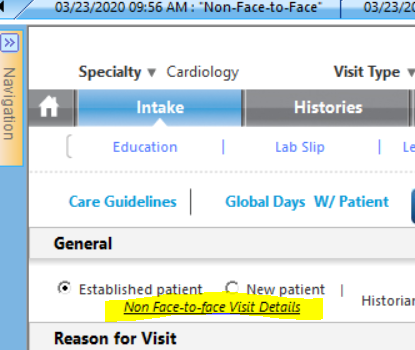 03/23/2020 09:56 AM : "Non-Face-to-Face" 03/23/20
Navigation
Specialty Cardiology Visit Type
Intake Histories
Education | Lab Slip | Le
Care Guidelines | Global Days W/ Patient
General
Established patient New patient | Historian
Non Face-to-face Visit Details
Reason for Visit